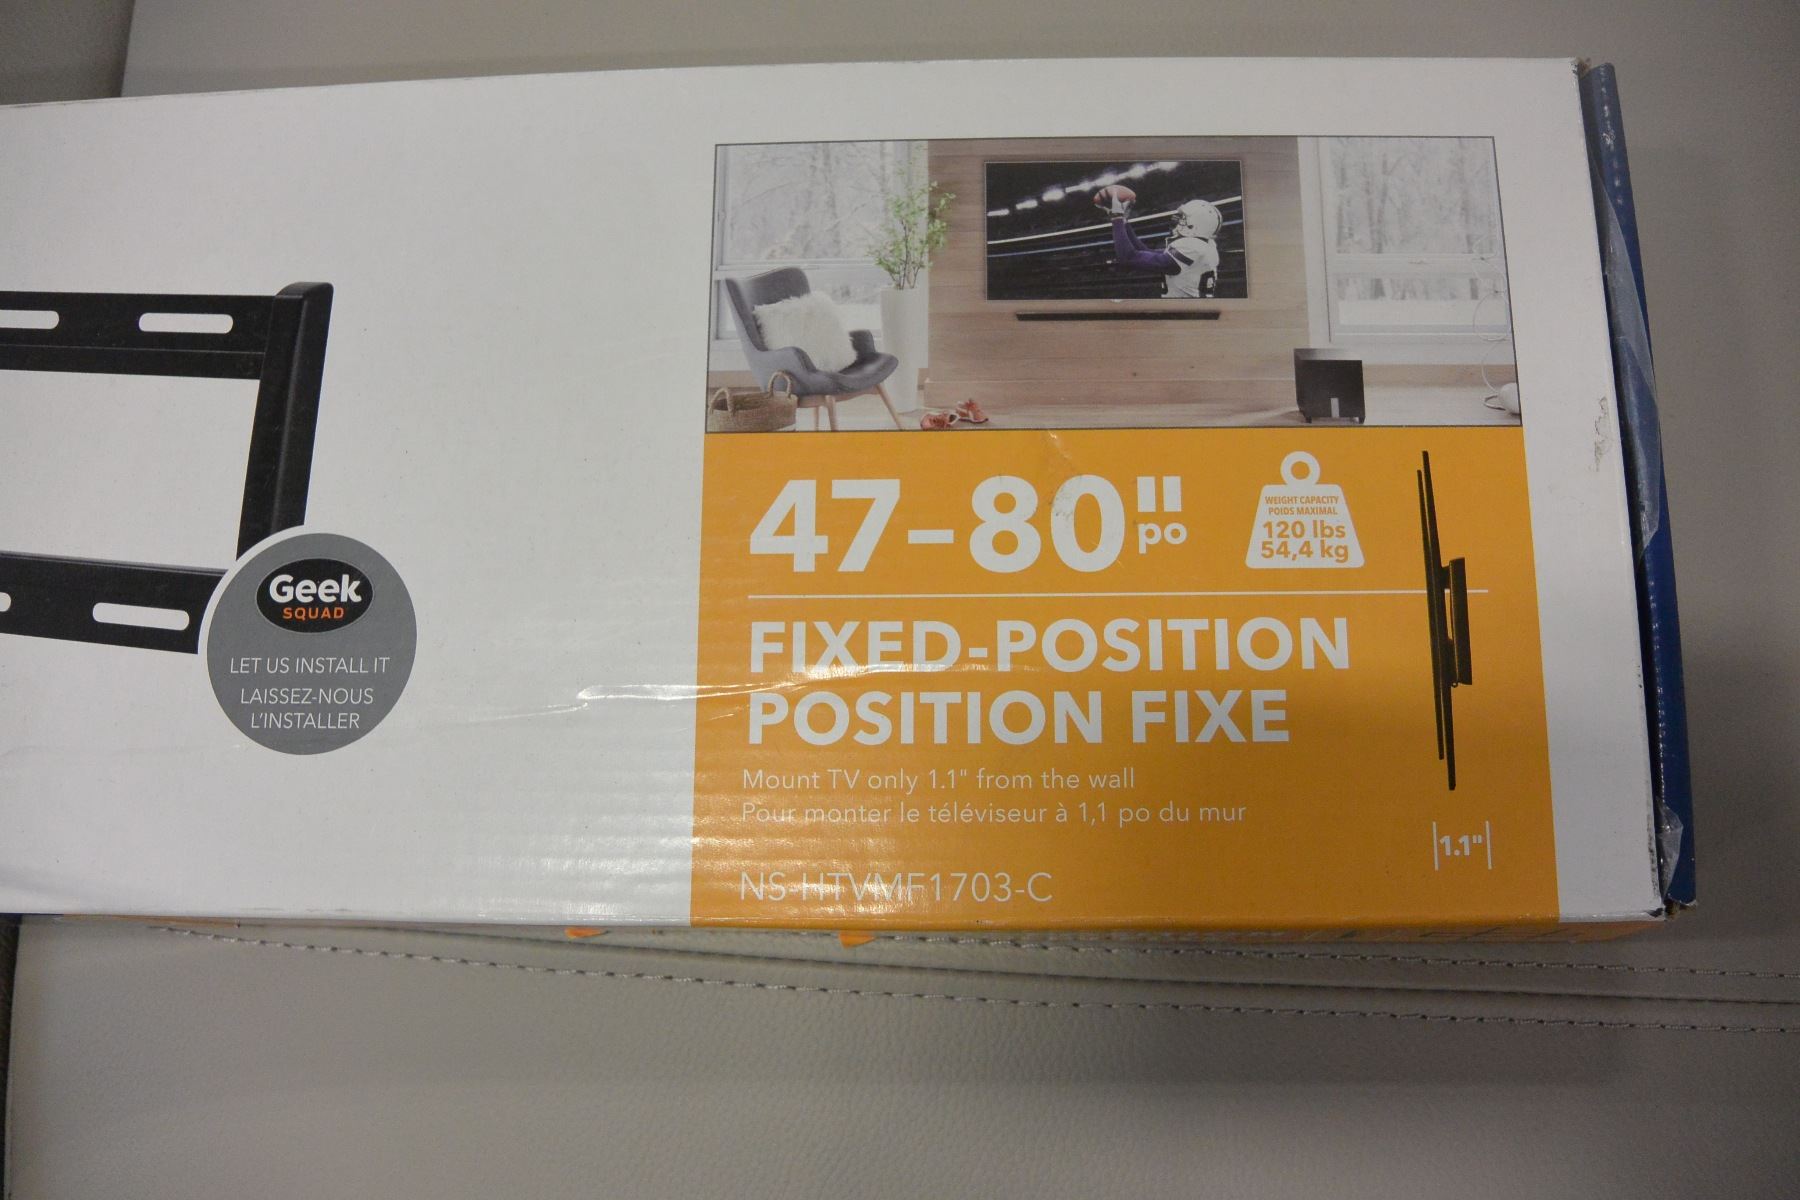 Geek
SQUAD
LET US INSTALL IT
LAISSEZ-NOUS
L'INSTALLER
47–80"
po
WEIGHT CAPACITY
POIDS MAXIMAL
120 lbs
54,4 kg
FIXED-POSITION
POSITION FIXE
Mount TV only 1.1" from the wall
Pour monter le téléviseur à 1,1 po du mur
|1.1"|
NS-HTVMF1703-C